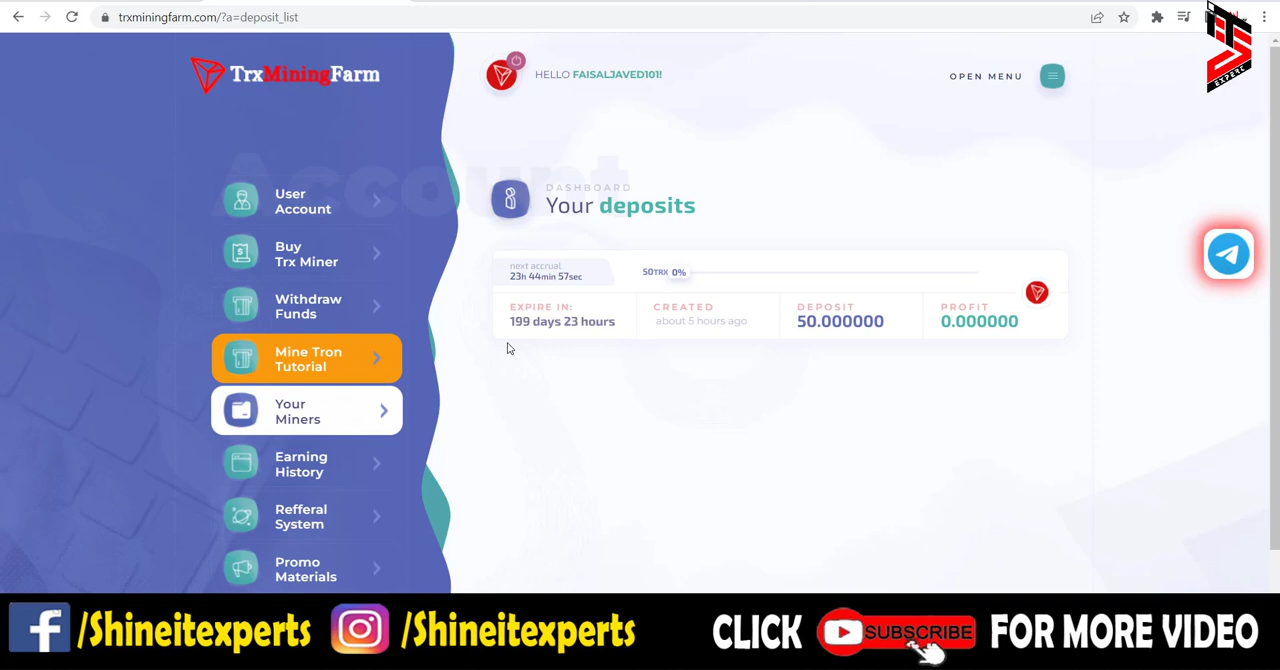 trxminingfarm.com/?a=deposit_list
TrxMiningFarm
HELLO FAISALJAVED101!
OPEN MENU
EXPERT
Account
DASHBOARD
Your deposits
User
Account
Buy
Trx Miner
Withdraw
Funds
Mine Tron
Tutorial
Your
Miners
Earning
History
Refferal
System
Promo
Materials
next accrual
23h 44min 57sec
50TRX 0%
EXPIRE IN:
199 days 23 hours
CREATED
about 5 hours ago
DEPOSIT
50.000000
PROFIT
0.000000
/Shineitexperts
/Shineitexperts
CLICK SUBSCRIBE FOR MORE VIDEO